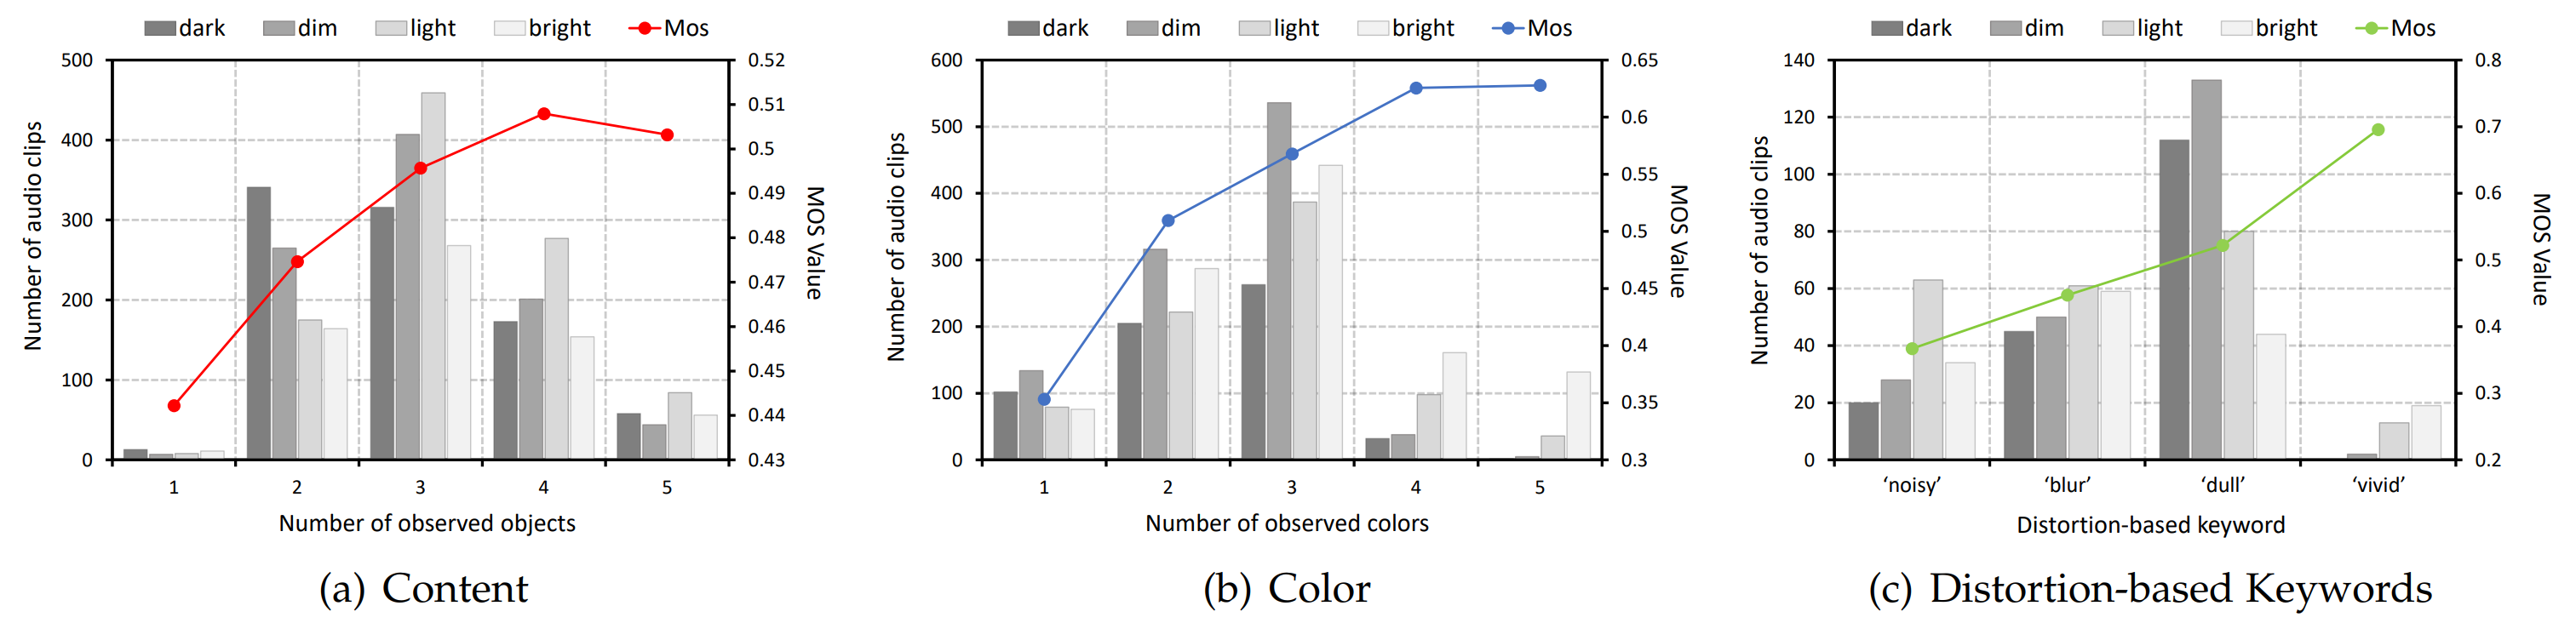 dark dim light bright Mos
500 0.52
0.51
400
0.5
300 0.49
0.48
200 0.47
0.46
100 0.45
0.44
0 0.43
1 2 3 4 5
Number of audio clips
MOS Value
Number of observed objects
(a) Content
dark dim light bright Mos
600 0.65
0.6
500
0.55
400
0.5
300
0.45
200
0.4
100 0.35
0 0.3
1 2 3 4 5
Number of audio clips
MOS Value
Number of observed colors
(b) Color
dark dim light bright Mos
140 0.8
120 0.7
100 0.6
80 0.5
60 0.4
40 0.3
20
0 0.2
‘noisy’ ‘blur’ ‘dull’ ‘vivid’
Number of audio clips
MOS Value
Distortion-based keyword
(c) Distortion-based Keywords